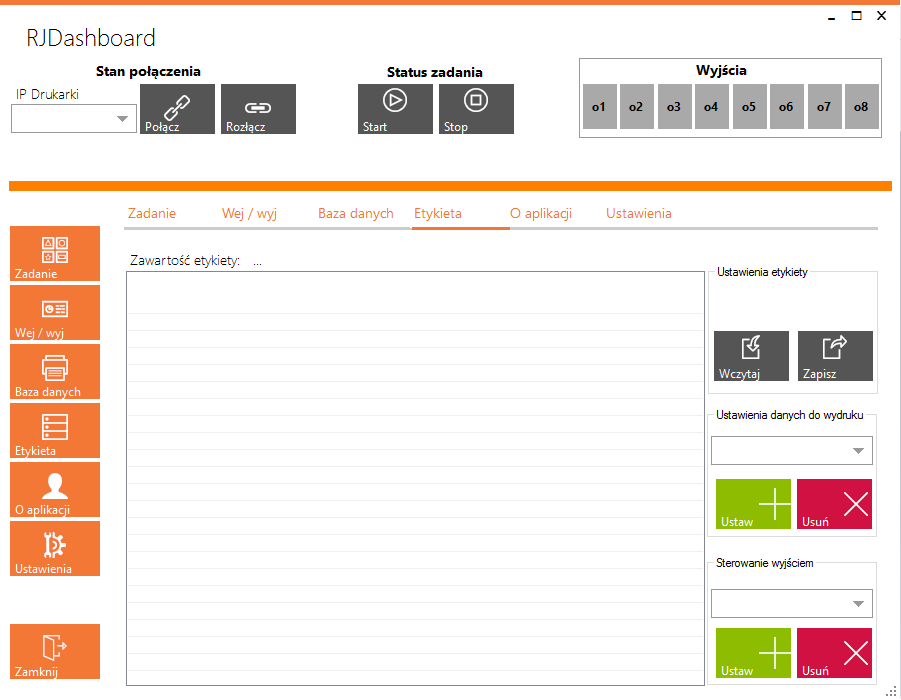 RJDashboard
Stan połączenia
Status zadania
Wyjścia
IP Drukarki
Połącz
Rozłącz
Start
Stop
o1 o2 o3 o4 o5 o6 o7 o8
Zadanie Wej / wyj Baza danych Etykieta O aplikacji Ustawienia
Zadanie
Wej / wyj
Baza danych
Etykieta
O aplikacji
Ustawienia
Zamknij
Zawartość etykiety: ...
Ustawienia etykiety
Wczytaj
Zapisz
Ustawienia danych do wydruku
Ustaw
Usuń
Sterowanie wyjściem
Ustaw
Usuń